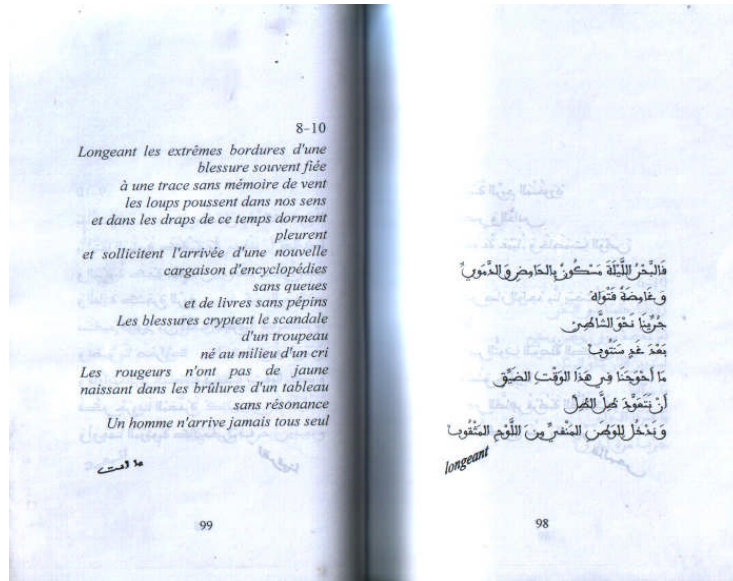 فَالبَحْرُ اللَّيْلَةَ مَسْكُونٌ بِالحَامِضِ وَ الدَّمَوِيِّ
وَ غَامِضَةٌ فَتْوَاهُ
جُرِّينَا نَحْوَ الشَّاطِئِ
بَعْدَ غَدٍ سَنَتُوبُ
مَا أَحْوَجَنَا فِي هَذَا الوَقْتِ الضَيِّقِ
أَنْ
وَ نَدْخُلَ لِلوَطَنِ المَنْفِيِّ مِنَ اللَّوْحِ المَثْقُوبْ
longeant
98
8-10
Longeant les extrêmes bordures d'une
blessure souvent fiée
à une trace sans mémoire de vent
les loups poussent dans nos sens
et dans les draps de ce temps dorment
pleurent
et sollicitent l'arrivée d'une nouvelle
cargaison d'encyclopédies
sans queues
et de livres sans pépins
Les blessures cryptent le scandale
d'un troupeau
né au milieu d'un cri
Les rougeurs n'ont pas de jaune
naissant dans les brûlures d'un tableau
sans résonance
Un homme n'arrive jamais tous seul
99